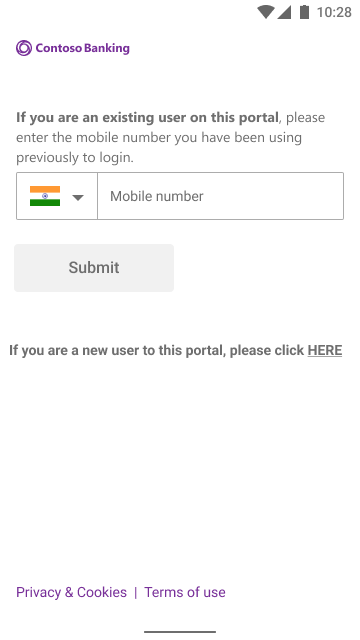 10:28
Contoso Banking
If you are an existing user on this portal, please
enter the mobile number you have been using
previously to login.
Mobile number
Submit
If you are a new user to this portal, please click HERE
Privacy & Cookies | Terms of use